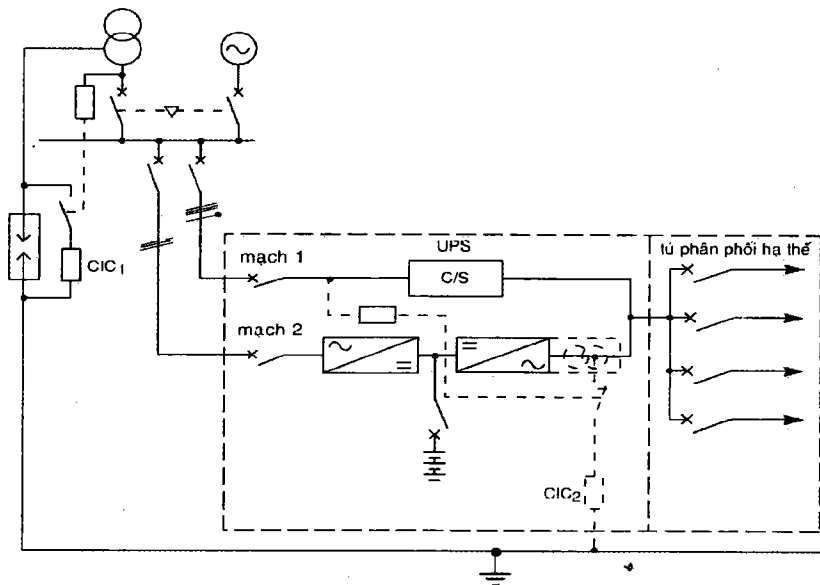 CIC1
UPS
tủ phân phối hạ thế
mạch 1
C/S
mạch 2
CIC2